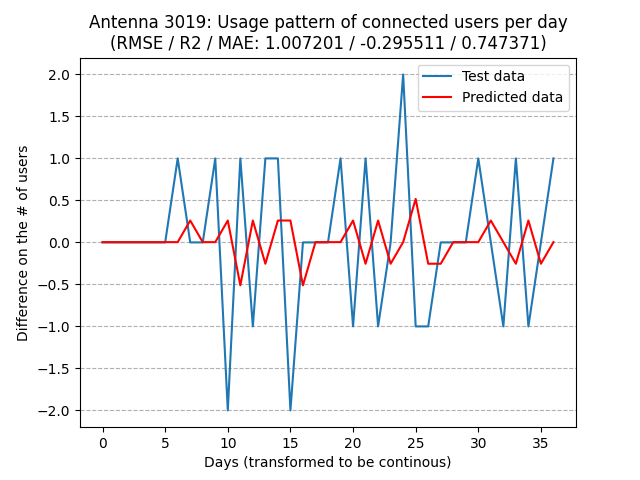 Antenna 3019: Usage pattern of connected users per day
(RMSE / R2 / MAE: 1.007201 / -0.295511 / 0.747371)
Test data
Predicted data
2.0
1.5
1.0
0.5
0.0
−0.5
−1.0
−1.5
−2.0
Difference on the # of users
0 5 10 15 20 25 30 35
Days (transformed to be continous)